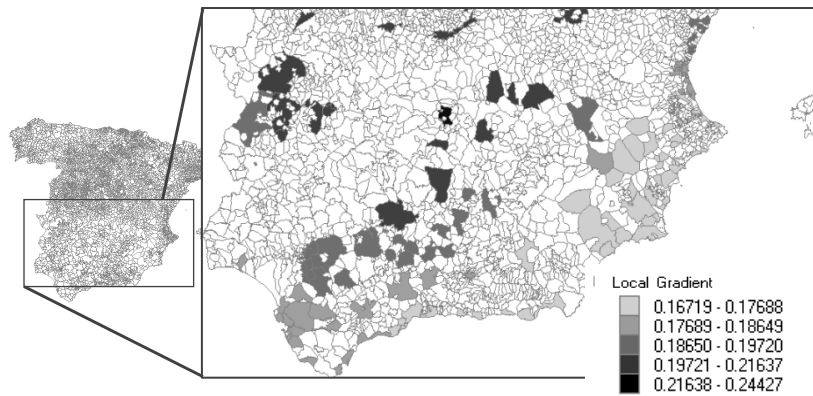 Local Gradient
0.16719 - 0.17688
0.17689 - 0.18649
0.18650 - 0.19720
0.19721 - 0.21637
0.21638 - 0.24427